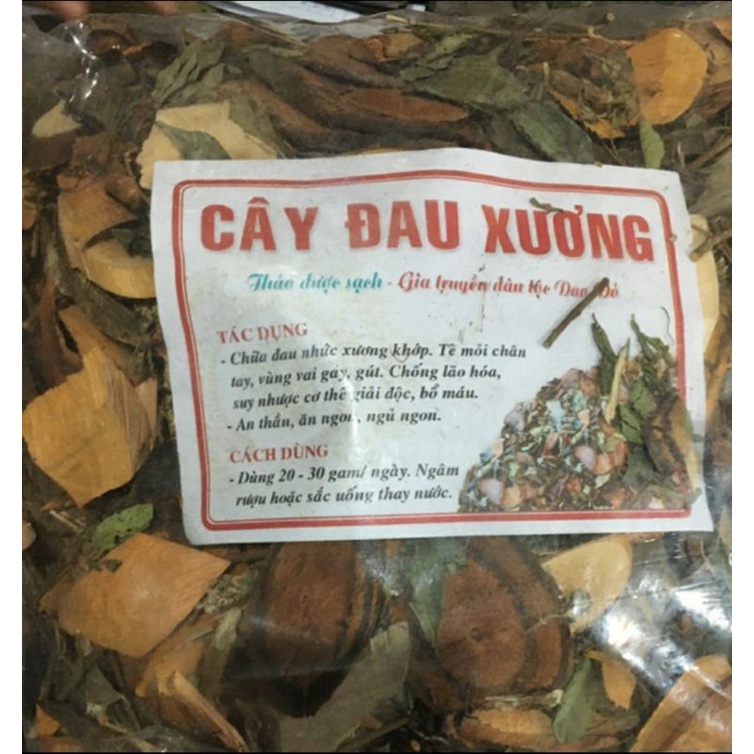 CÂY ĐAU XƯƠNG
Thảo dược sạch - Gia truyền dân tộc Dao Đỏ
TÁC DỤNG
- Chữa đau nhức xương khớp. Tê mỏi chân
tay, vùng vai gáy, gút. Chống lão hóa,
suy nhược cơ thể giải độc, bổ máu.
- An thần, ăn ngon, ngủ ngon.
CÁCH DÙNG
- Dùng 20 - 30 gam/ ngày. Ngâm
rượu hoặc sắc uống thay nước.